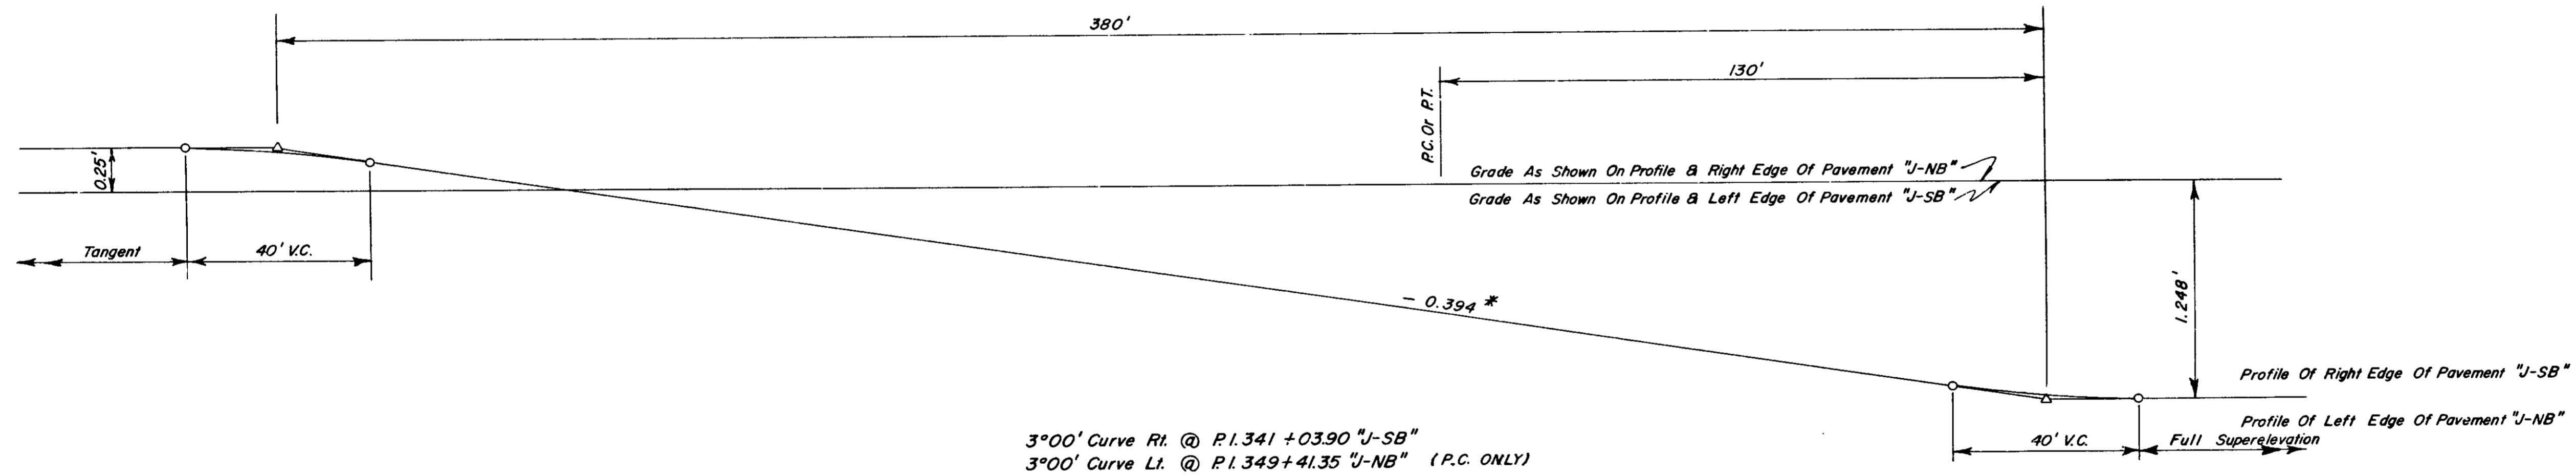 380'
130'
P.C. Or P.T.
0.25'
Grade As Shown On Profile & Right Edge Of Pavement "J-NB"
Grade As Shown On Profile & Left Edge Of Pavement "J-SB"
Tangent
40' V.C.
- 0.394 *
1.248'
Profile Of Right Edge Of Pavement "J-SB"
Profile Of Left Edge Of Pavement "J-NB"
40' V.C.
Full Superelevation
3°00' Curve Rt. @ P.I. 341 +03.90 "J-SB"
3°00' Curve Lt. @ P.I. 349+41.35 "J-NB" (P.C. ONLY)